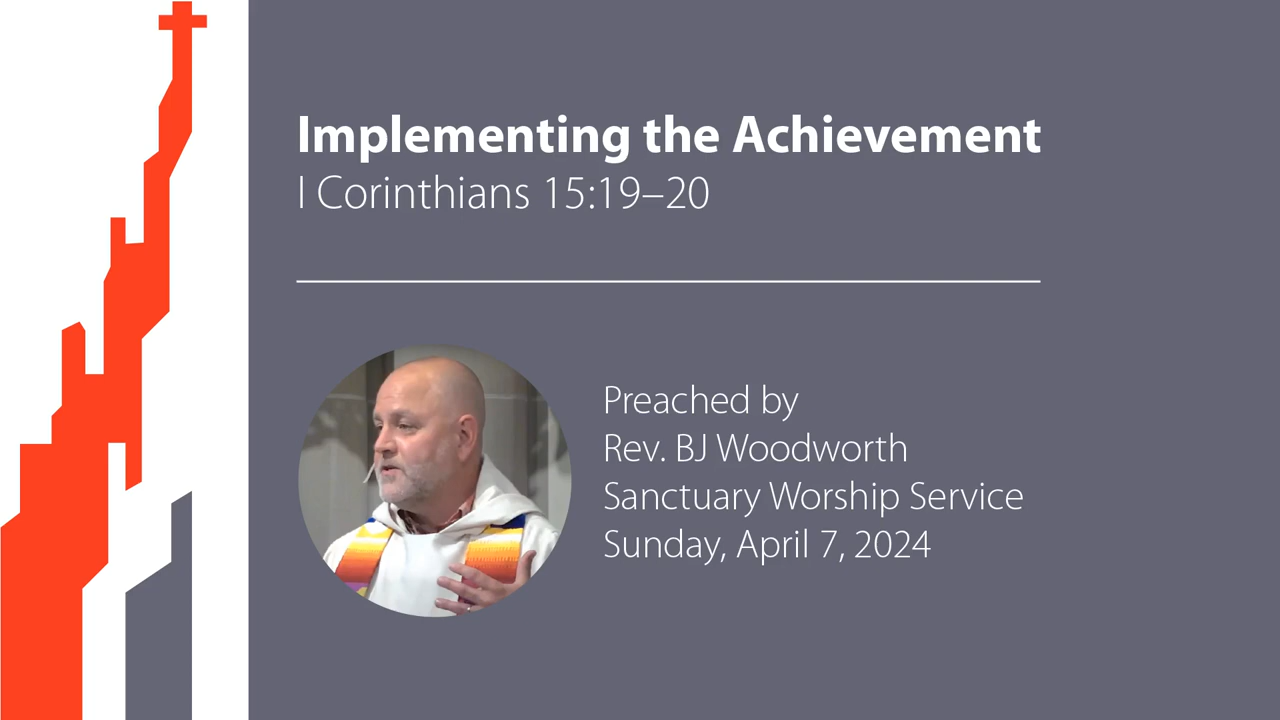 Implementing the Achievement
I Corinthians 15:19–20
Preached by
Rev. BJ Woodworth
Sanctuary Worship Service
Sunday, April 7, 2024